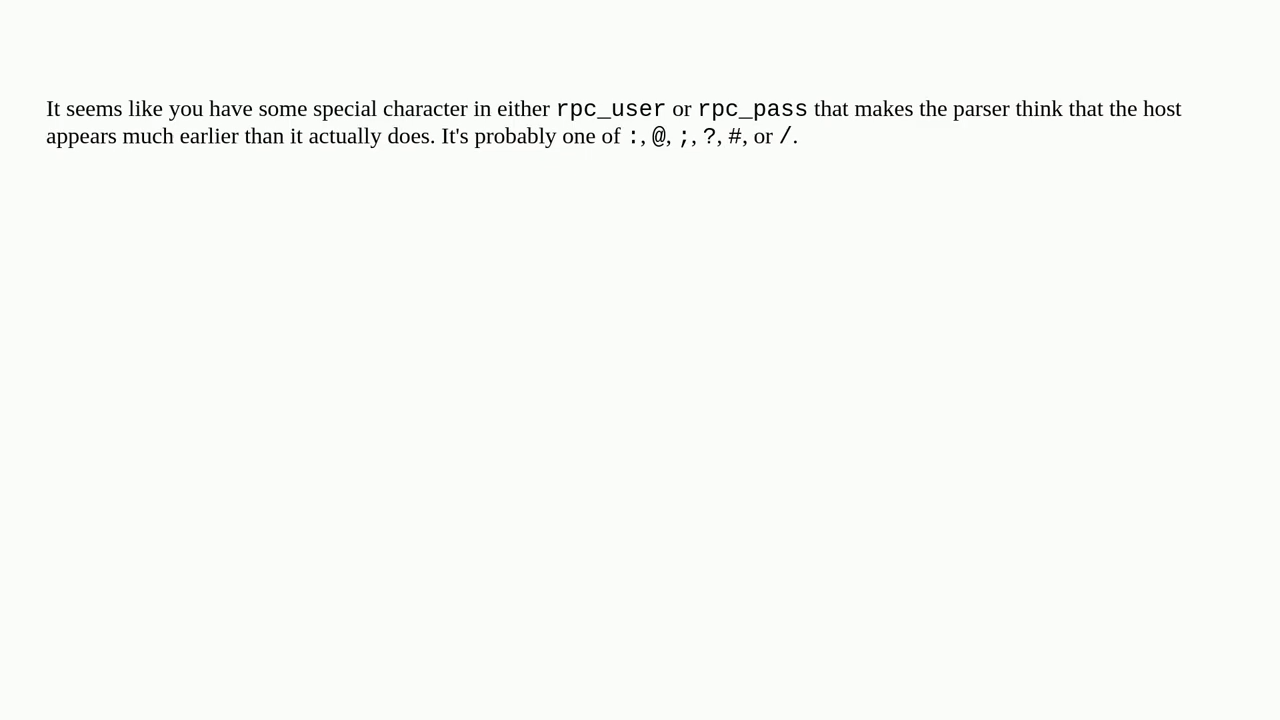 It seems like you have some special character in either rpc_user or rpc_pass that makes the parser think that the host
appears much earlier than it actually does. It's probably one of :, @, ;, ?, #, or /.